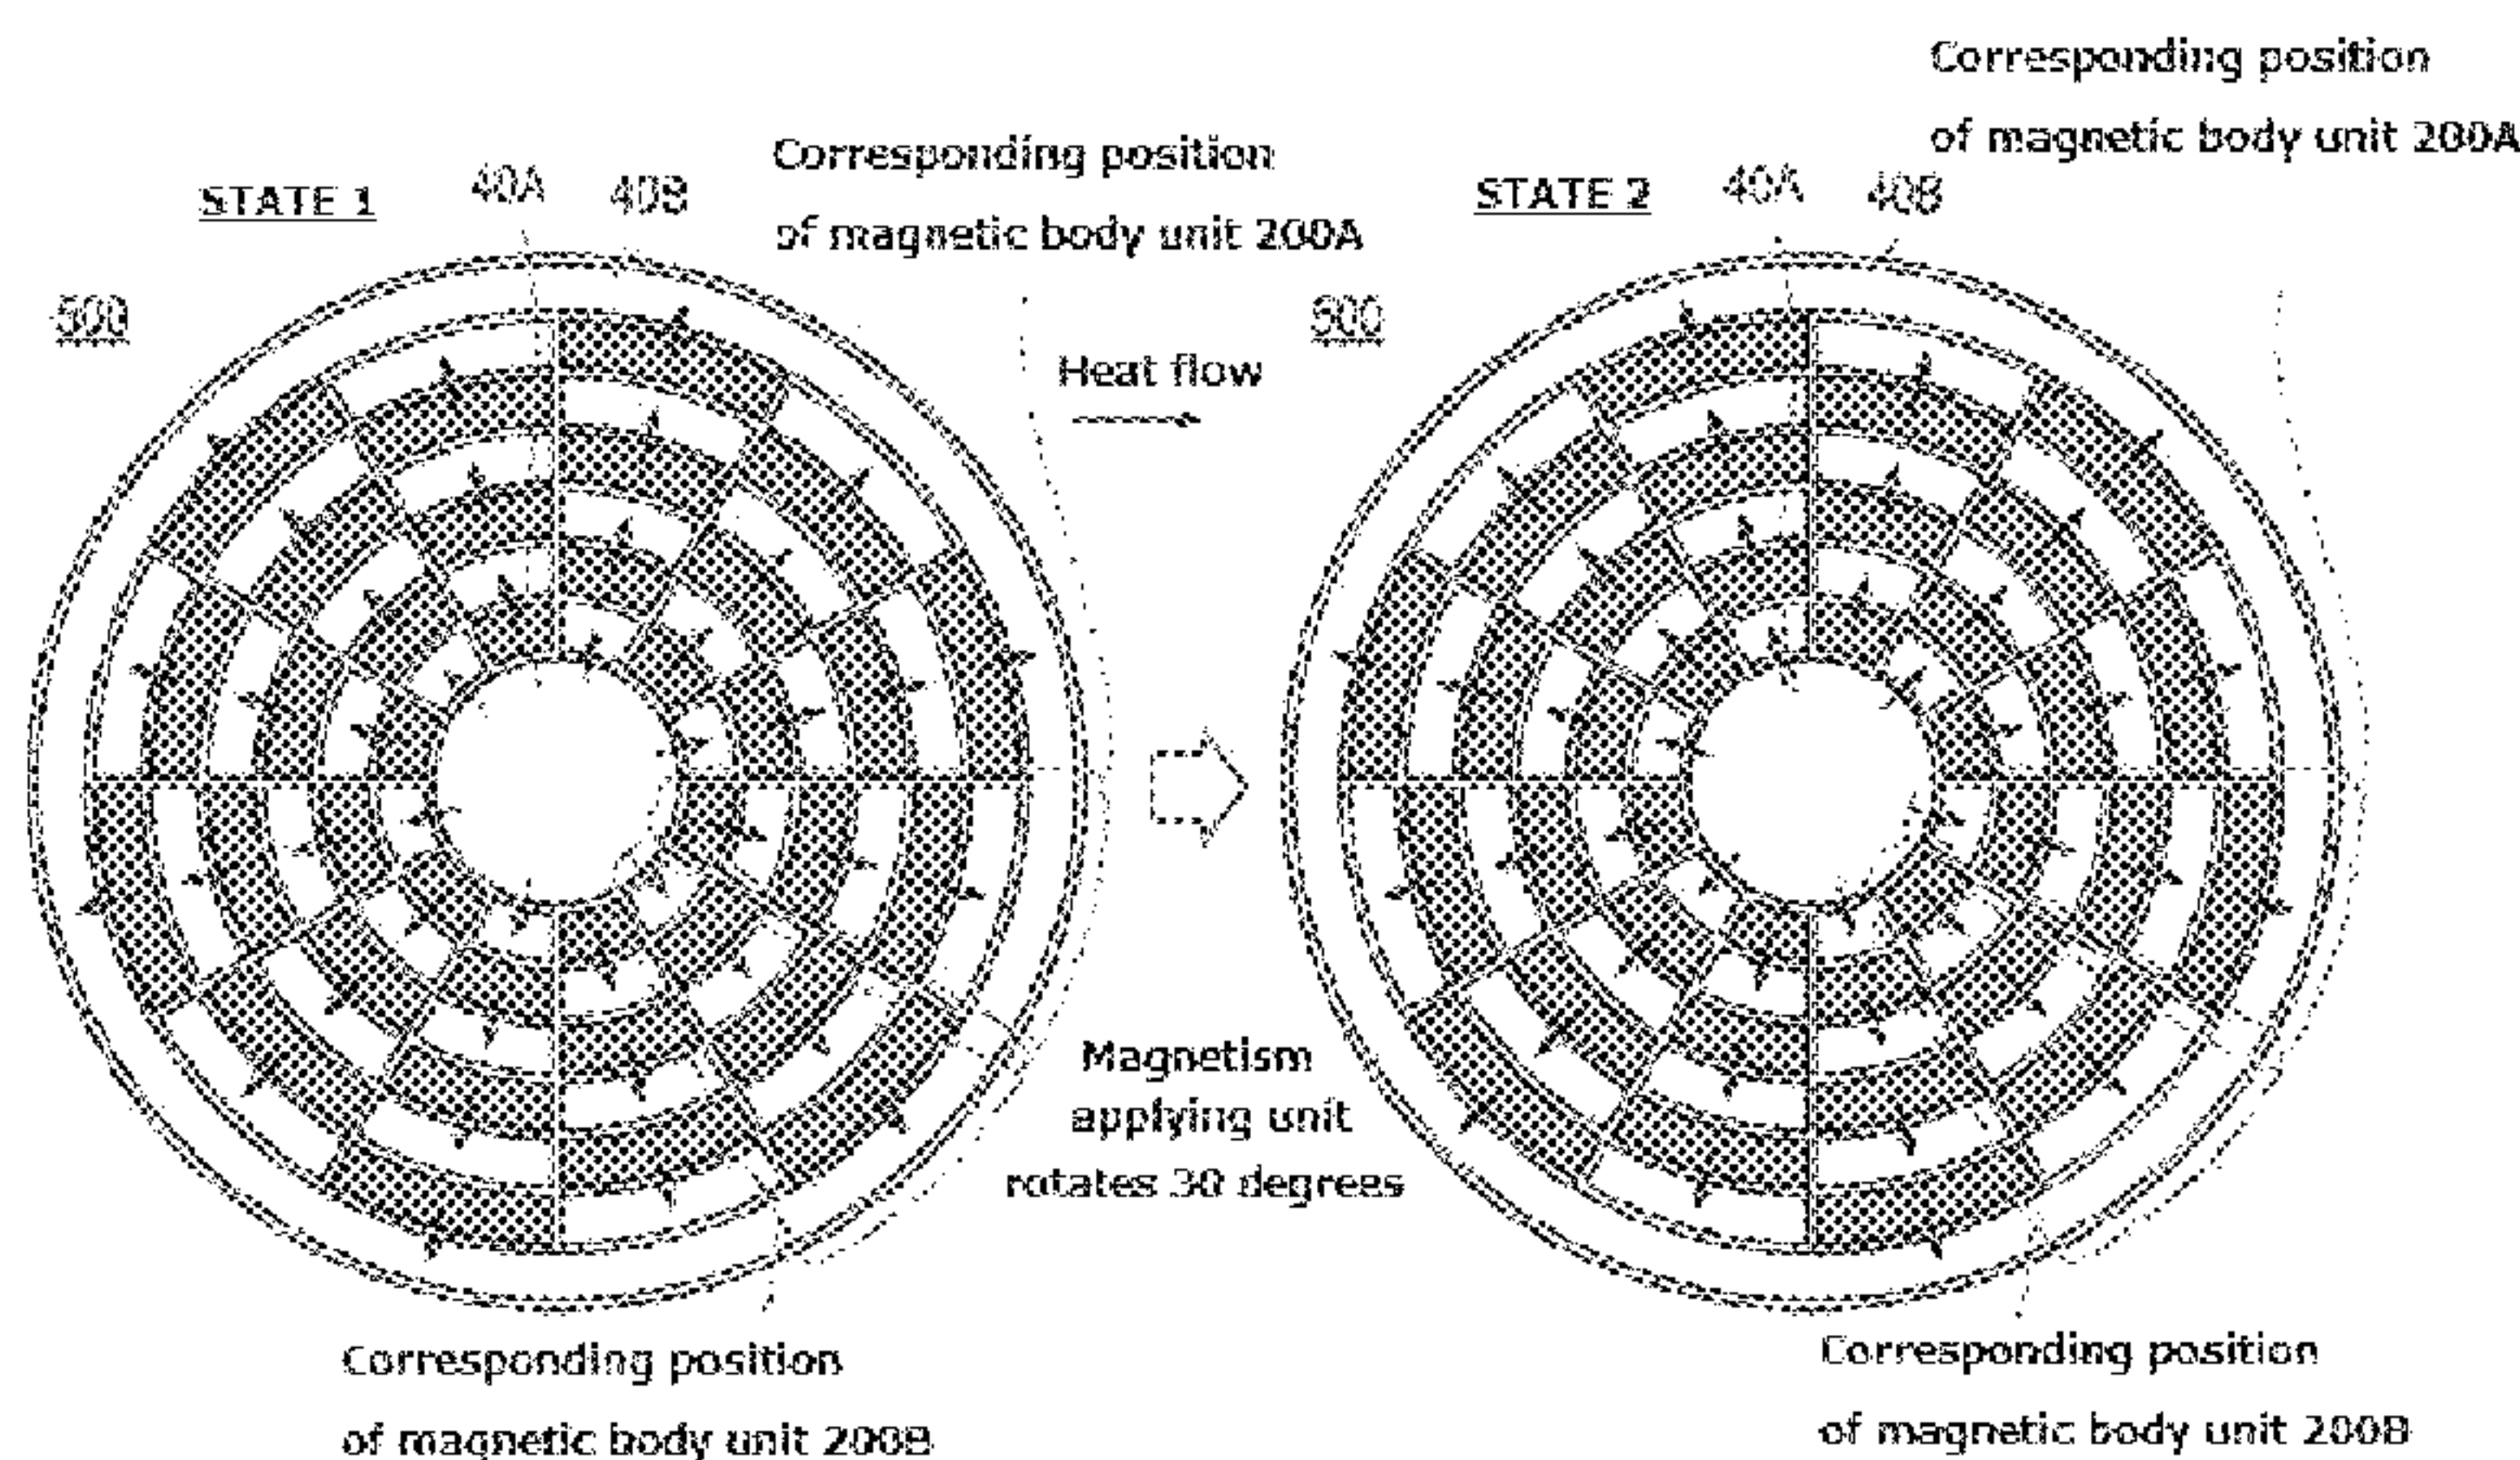 STATE 1
40A
40B
Corresponding position
of magnetic body unit 200A
500
Heat flow
Corresponding position
of magnetic body unit 200B
Magnetism
applying unit
rotates 30 degrees
STATE 2
40A
40B
Corresponding position
of magnetic body unit 200A
500
Corresponding position
of magnetic body unit 200B